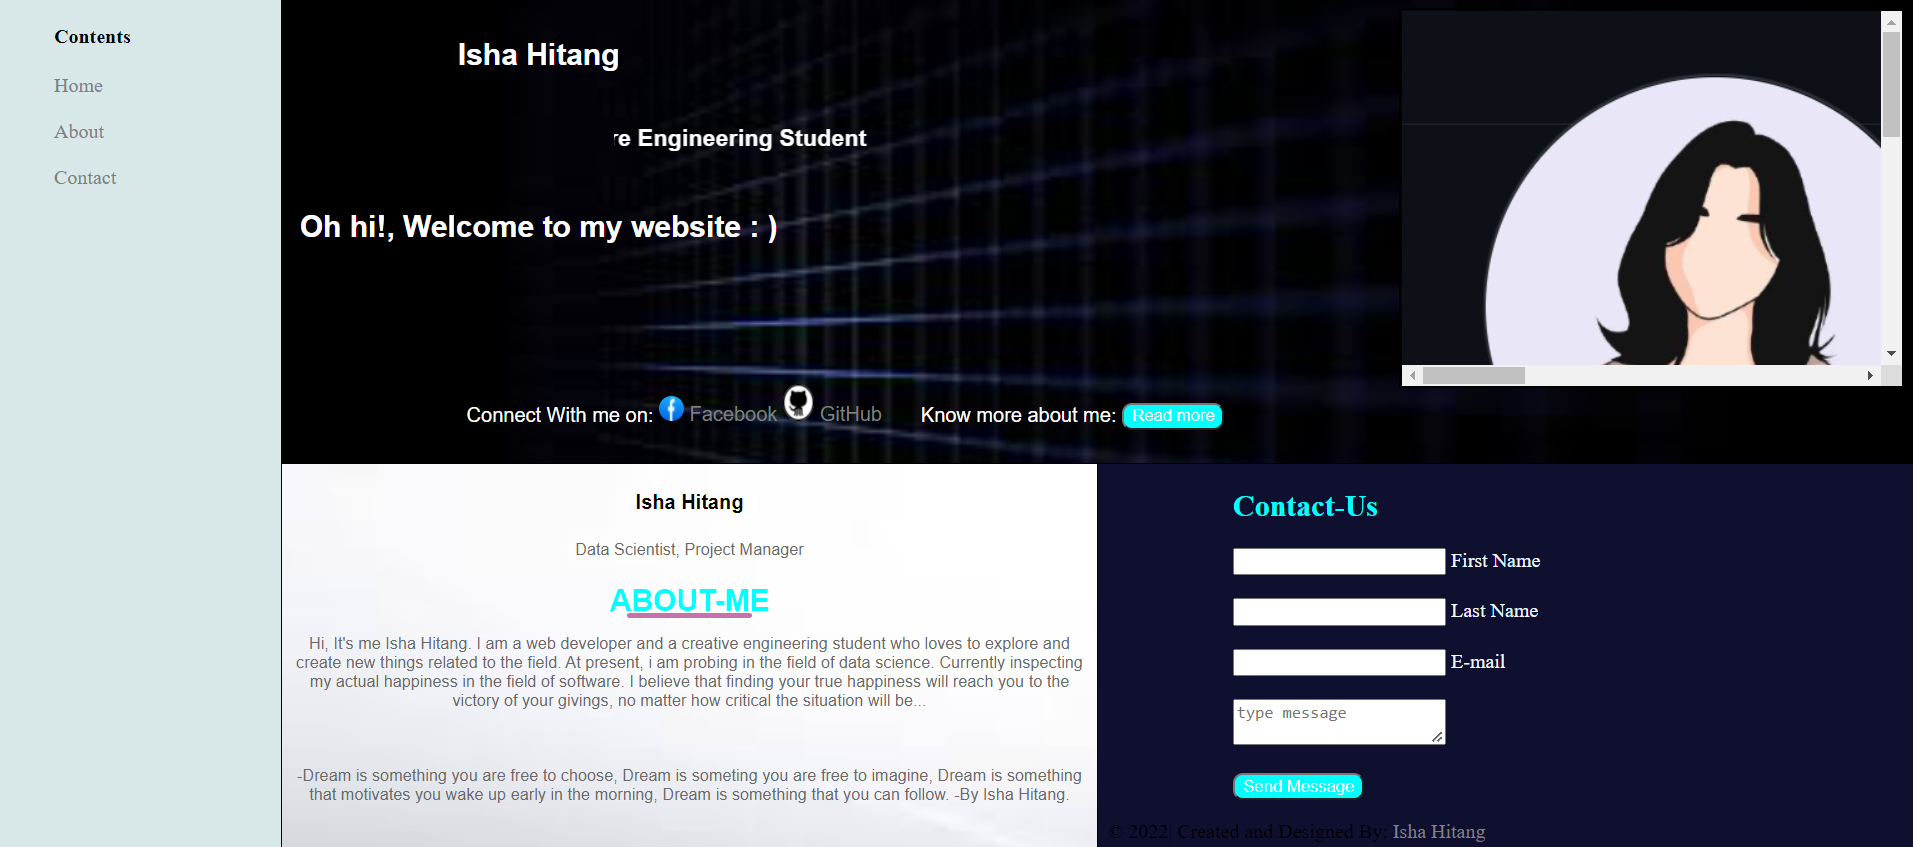 Contents
Home
About
Contact
Isha Hitang
re Engineering Student
Oh hi!, Welcome to my website : )
Connect With me on: Facebook GitHub Know more about me: Read more
Isha Hitang
Data Scientist, Project Manager
ABOUT-ME
Hi, It's me Isha Hitang. I am a web developer and a creative engineering student who loves to explore and
create new things related to the field. At present, i am probing in the field of data science. Currently inspecting
my actual happiness in the field of software. I believe that finding your true happiness will reach you to the
victory of your givings, no matter how critical the situation will be...
-Dream is something you are free to choose, Dream is someting you are free to imagine, Dream is something
that motivates you wake up early in the morning, Dream is something that you can follow. -By Isha Hitang.
Contact-Us
First Name
Last Name
E-mail
type message
Send Message
© 2022| Created and Designed By: Isha Hitang